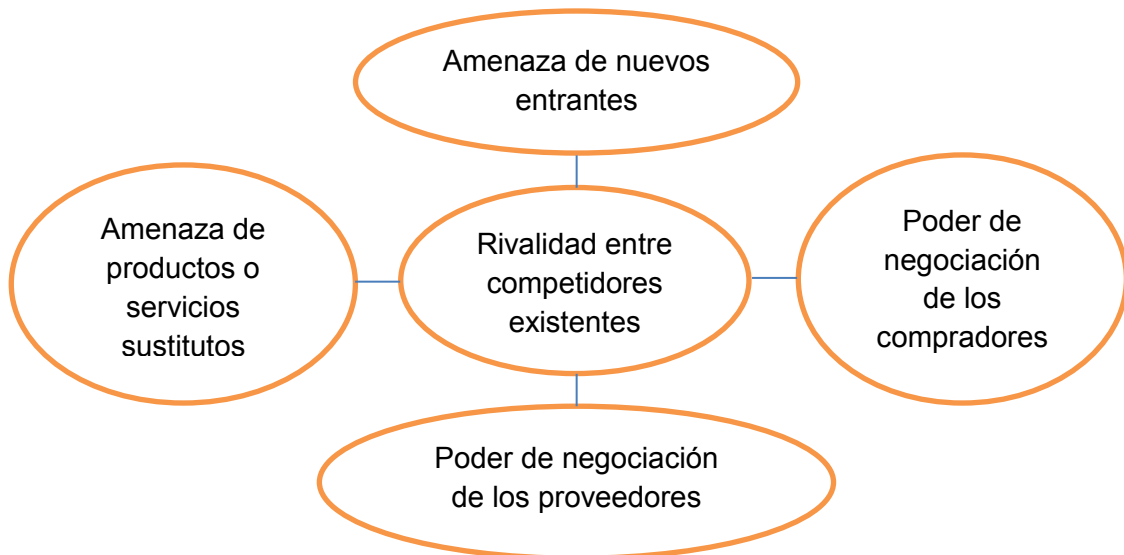 Amenaza de nuevos
entrantes
Amenaza de
productos o
servicios
sustitutos
Rivalidad entre
competidores
existentes
Poder de
negociación
de los
compradores
Poder de negociación
de los proveedores